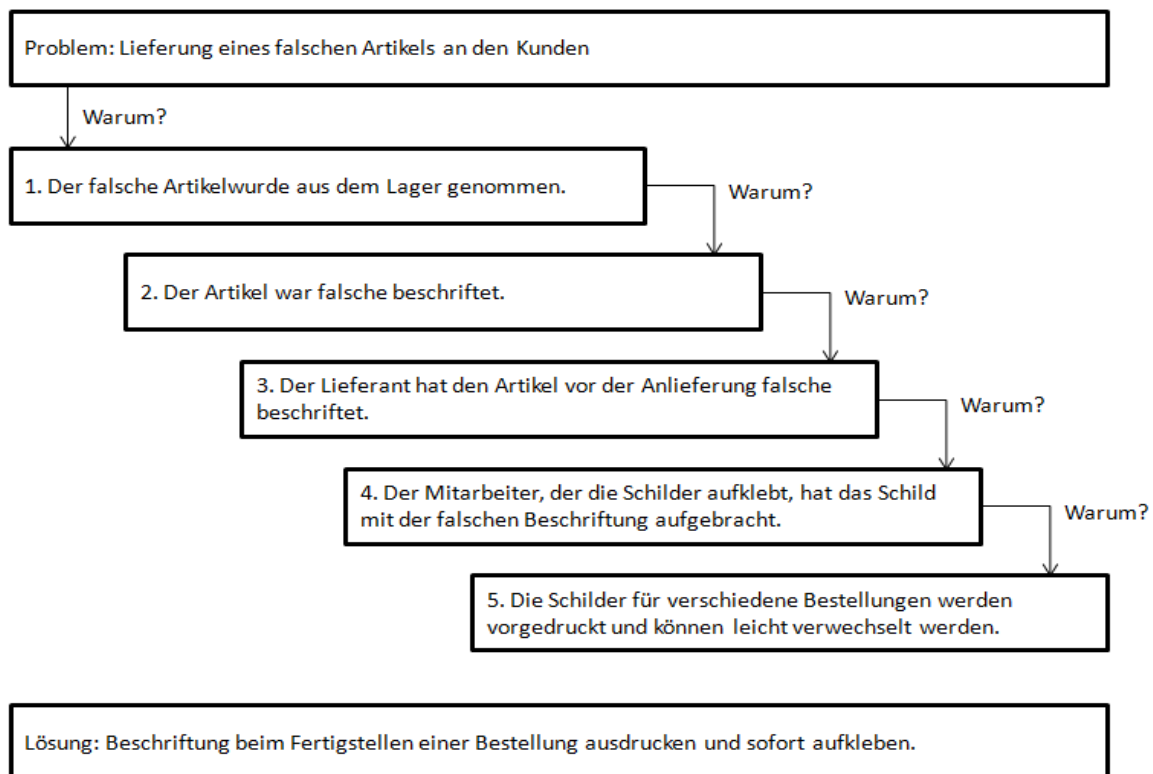 Problem: Lieferung eines falschen Artikels an den Kunden
Warum?
1. Der falsche Artikelwurde aus dem Lager genommen.
Warum?
2. Der Artikel war falsche beschriftet.
Warum?
3. Der Lieferant hat den Artikel vor der Anlieferung falsche
beschriftet.
Warum?
4. Der Mitarbeiter, der die Schilder aufklebt, hat das Schild
mit der falschen Beschriftung aufgebracht.
Warum?
5. Die Schilder für verschiedene Bestellungen werden
vorgedruckt und können leicht verwechselt werden.
Lösung: Beschriftung beim Fertigstellen einer Bestellung ausdrucken und sofort aufkleben.